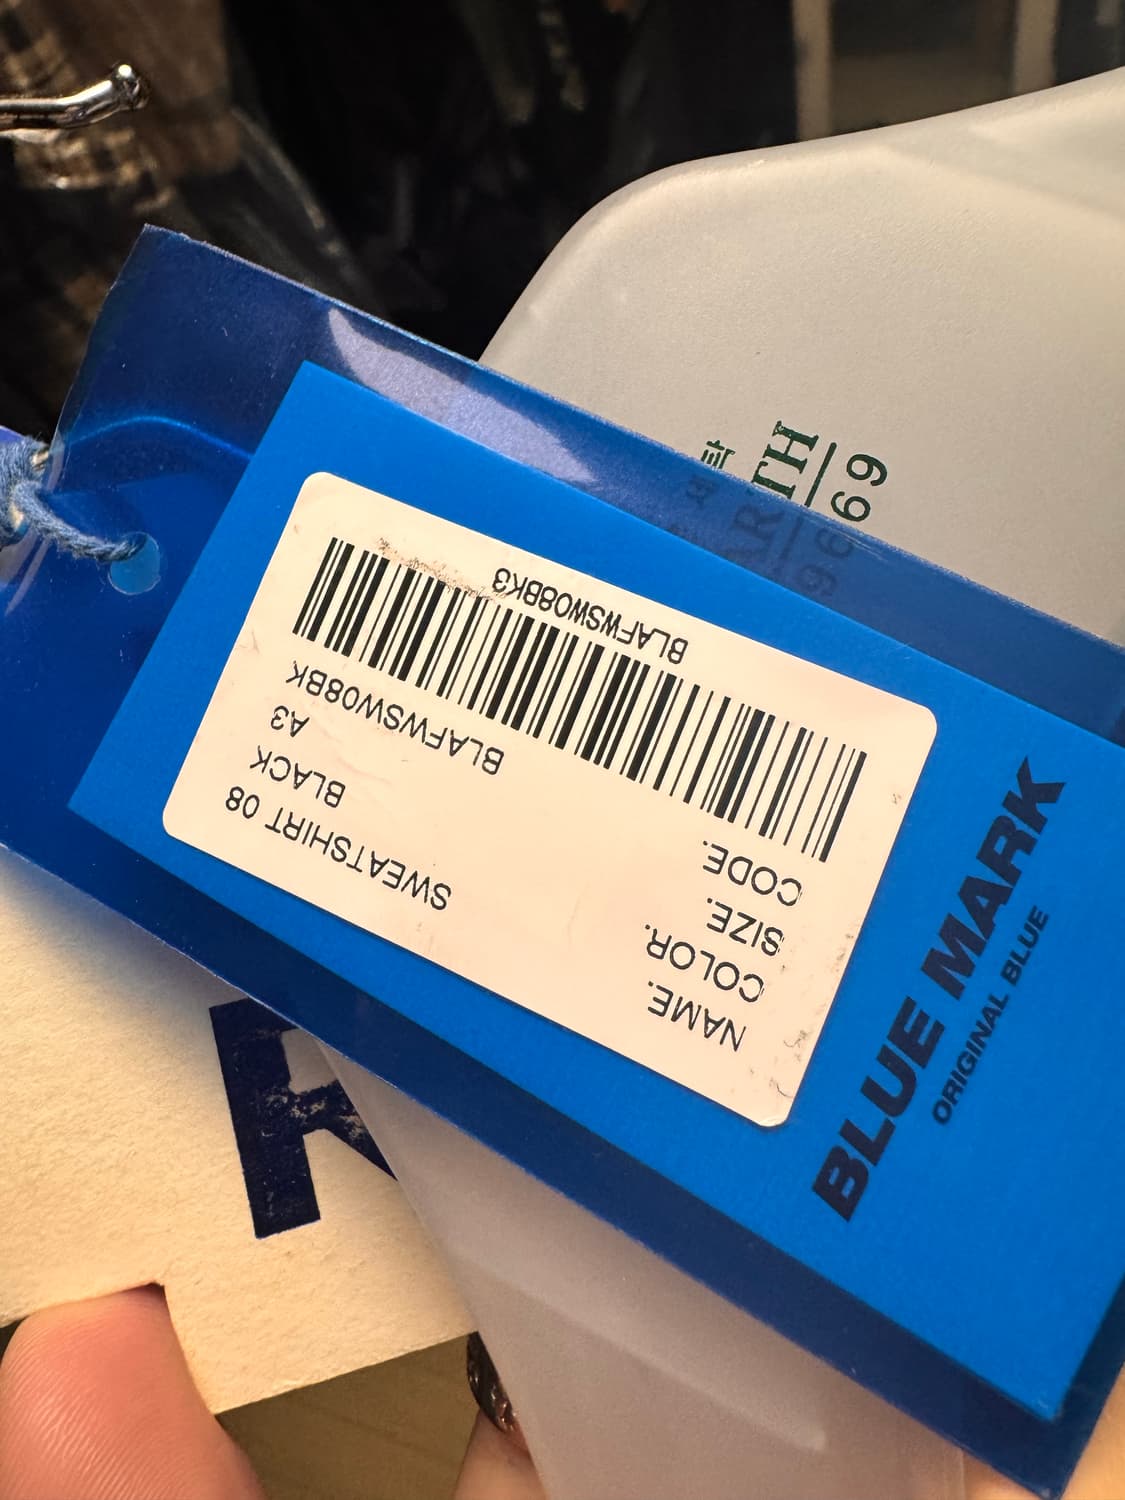 NAME. SWEATSHIRT 08
COLOR. BLACK
SIZE. A3
CODE. BLAFWSW08BK
BLAFWSW08BK3
BLUE MARK
ORIGINAL BLUE
R